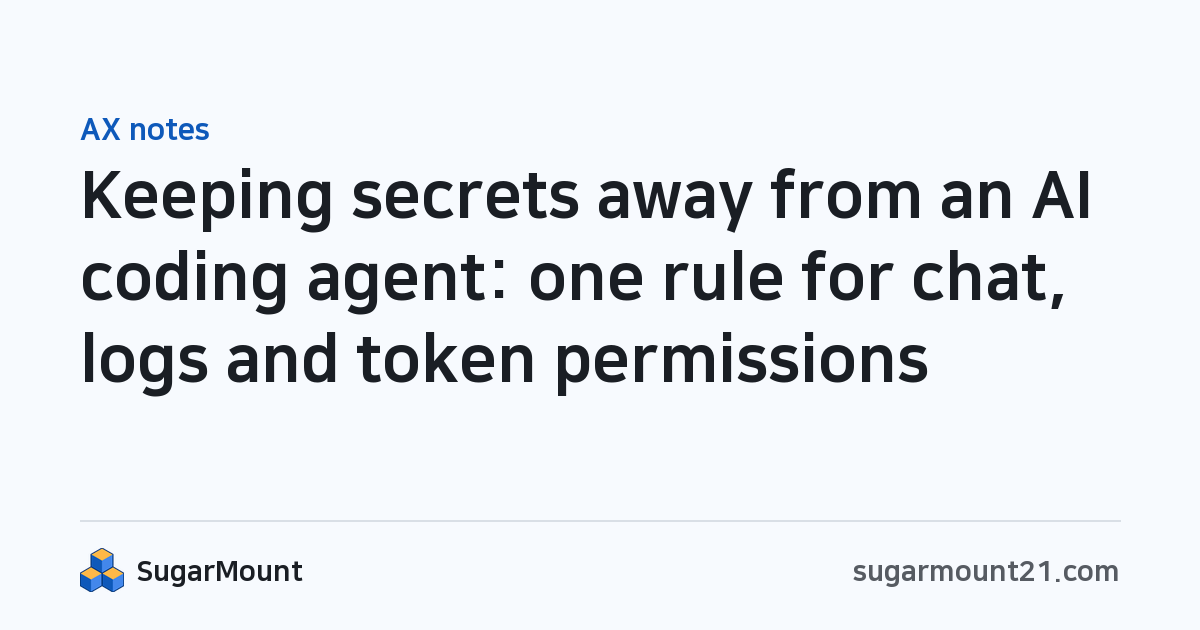 AX notes
Keeping secrets away from an AI
coding agent: one rule for chat,
logs and token permissions
SugarMount
sugarmount21.com